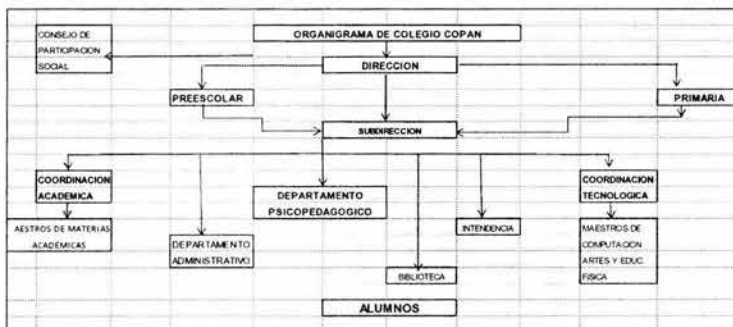 CONSEJO DE
PARTICIPACION
SOCIAL
ORGANIGRAMA DE COLEGIO COPAN
DIRECCION
PREESCOLAR
PRIMARIA
SUBDIRECCION
COORDINACION
ACADEMICA
DEPARTAMENTO
PSICOPEDAGOGICO
COORDINACION
TECNOLOGICA
AESTROS DE MATERIAS
ACADÉMICAS
DEPARTAMENTO
ADMINISTRATIVO
INTENDENCIA
MAESTROS DE
COMPUTACION
ARTES Y EDUC.
FISICA
BIBLIOTECA
ALUMNOS